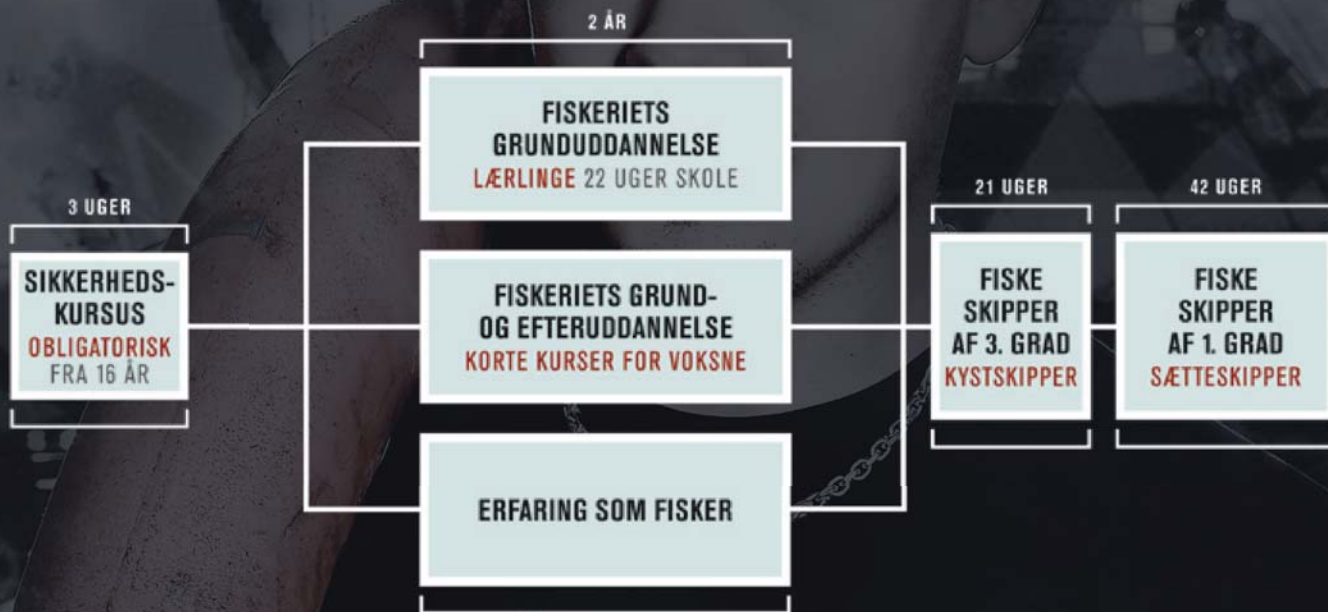 3 UGER
SIKKERHEDS-
KURSUS
OBLIGATORISK
FRA 16 ÅR
2 ÅR
FISKERIETS
GRUNDUDDANNELSE
LÆRLINGE 22 UGER SKOLE
FISKERIETS GRUND-
OG EFTERUDDANNELSE
KORTE KURSER FOR VOKSNE
ERFARING SOM FISKER
21 UGER
FISKE
SKIPPER
AF 3. GRAD
KYSTSKIPPER
42 UGER
FISKE
SKIPPER
AF 1. GRAD
SÆTTESKIPPER